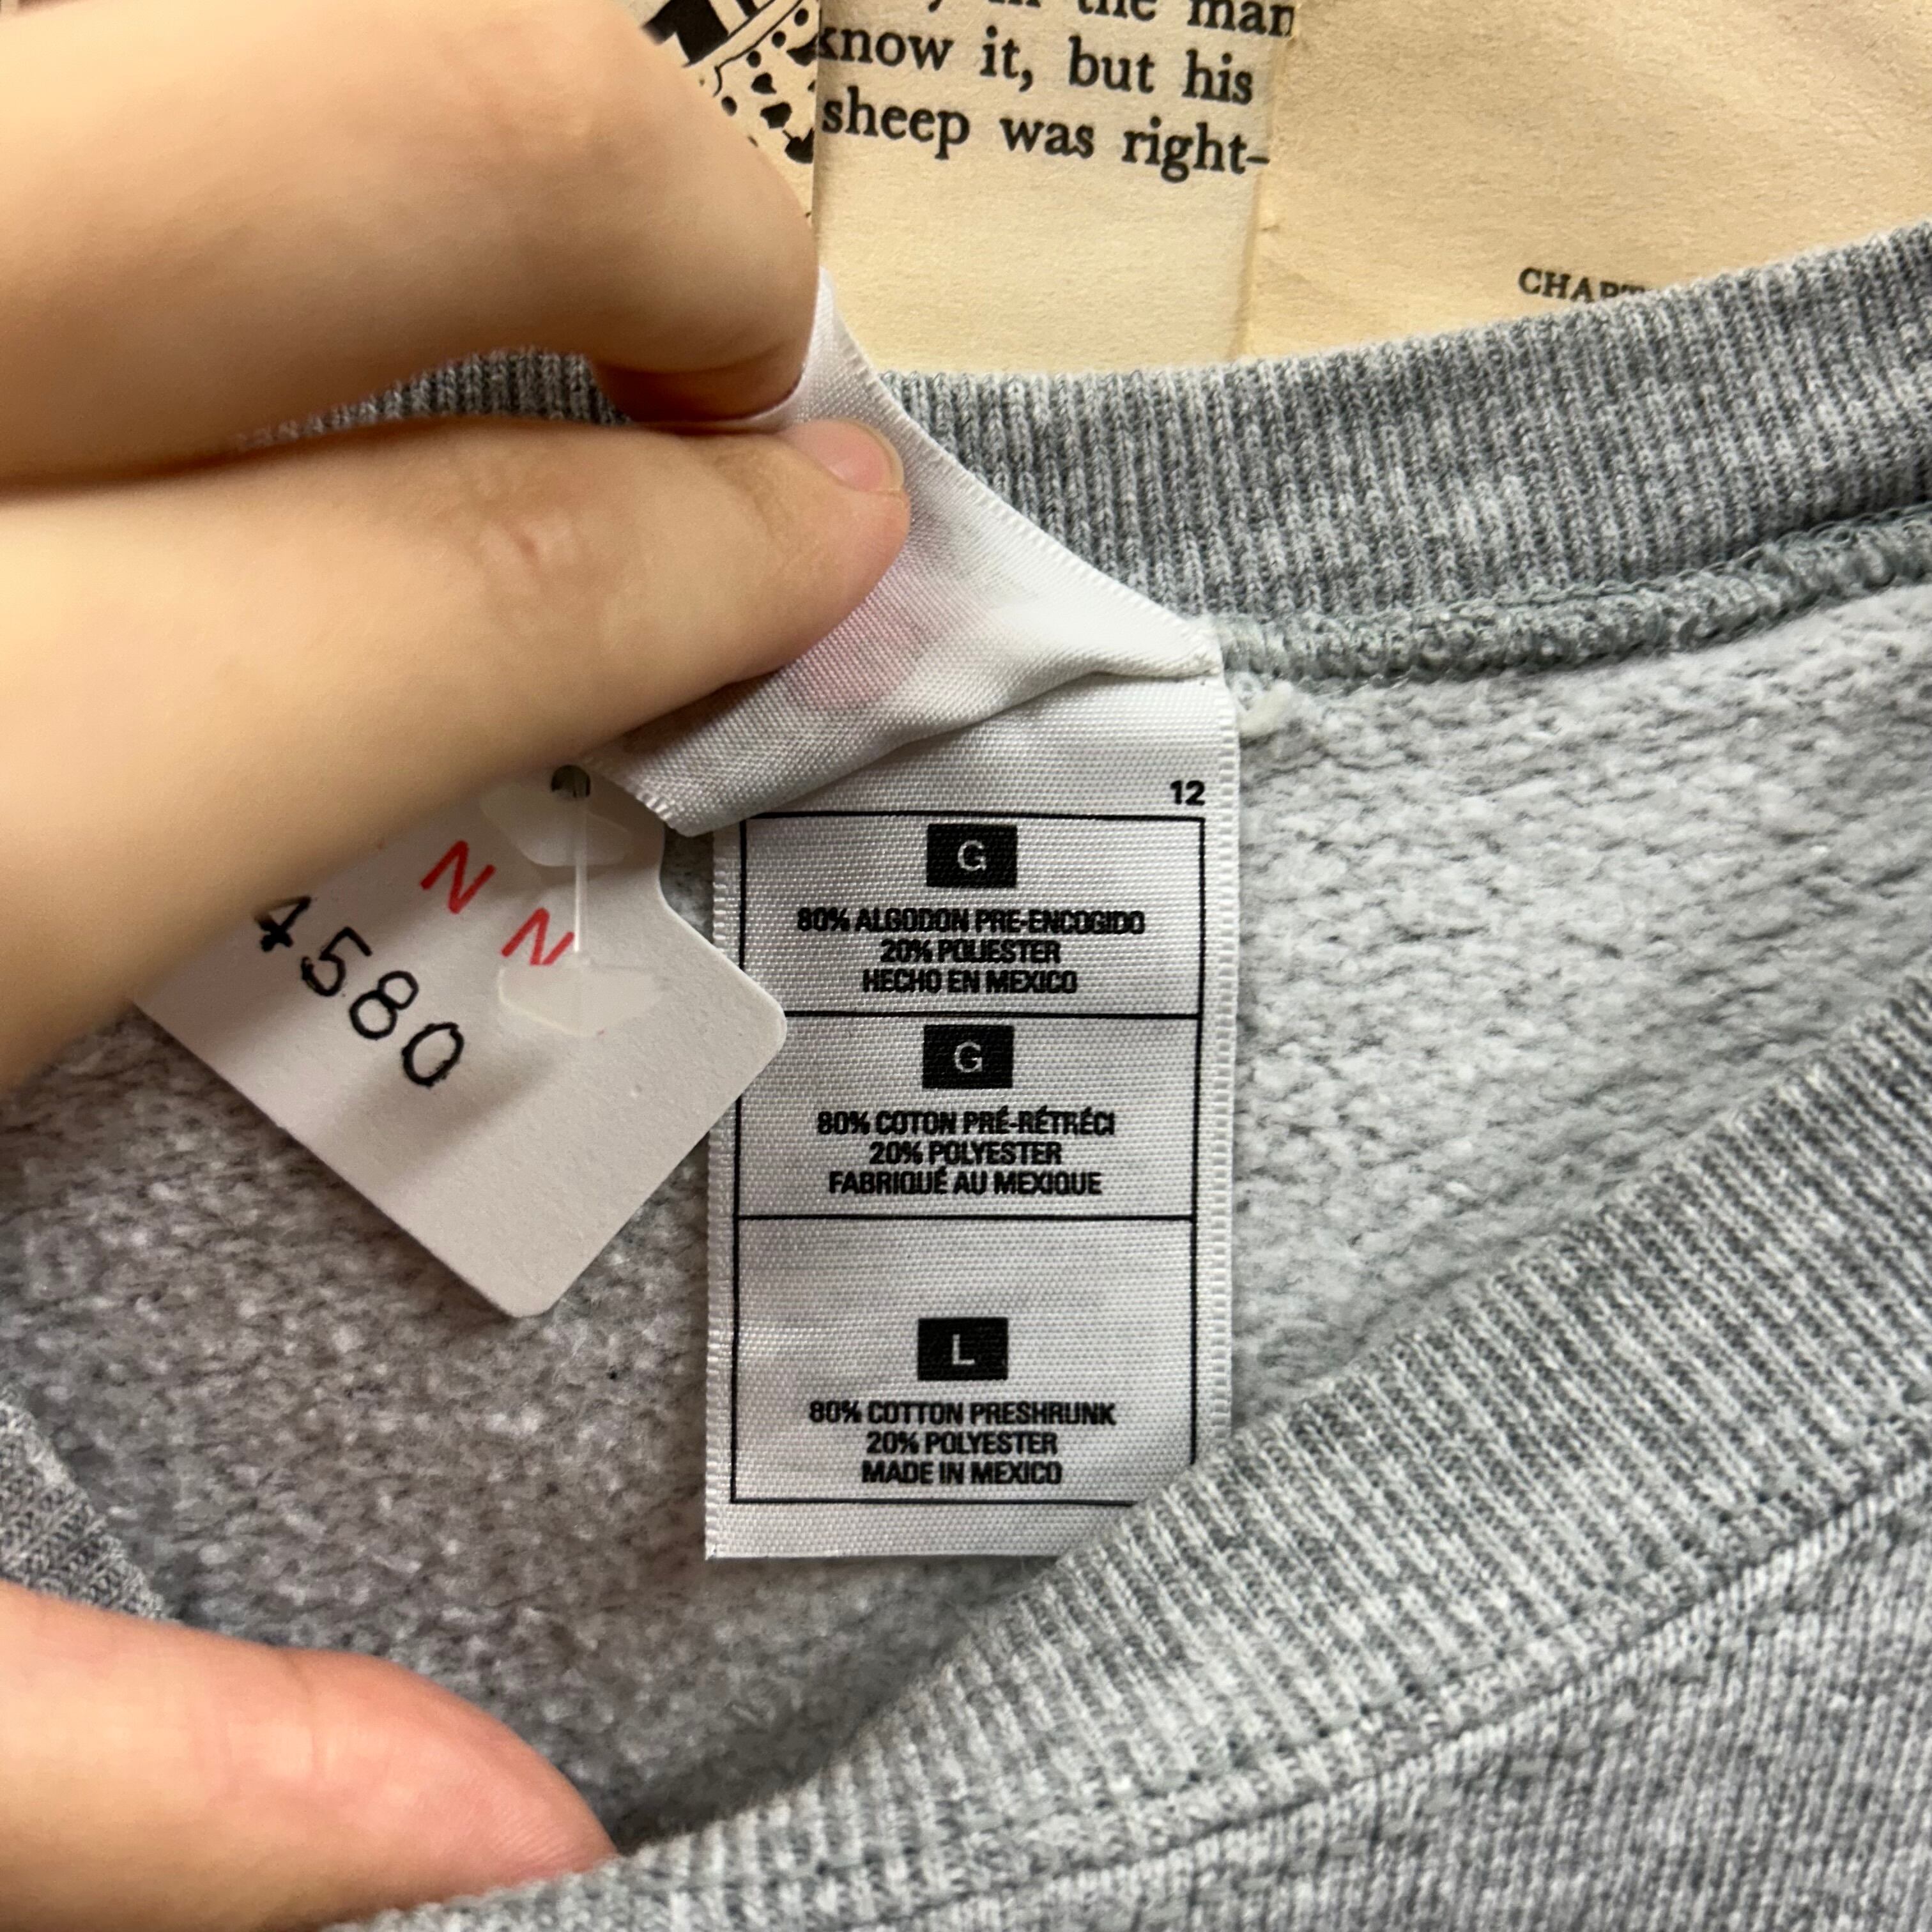 in the man
know it, but his
sheep was right-
12
G
80% ALGODON PRE-ENCOGIDO
20% POLIESTER
HECHO EN MEXICO
G
80% COTON PRÉ-RÉTRÉCI
20% POLYESTER
FABRIQUÉ AU MEXIQUE
L
80% COTTON PRESHRUNK
20% POLYESTER
MADE IN MEXICO
N N
4580